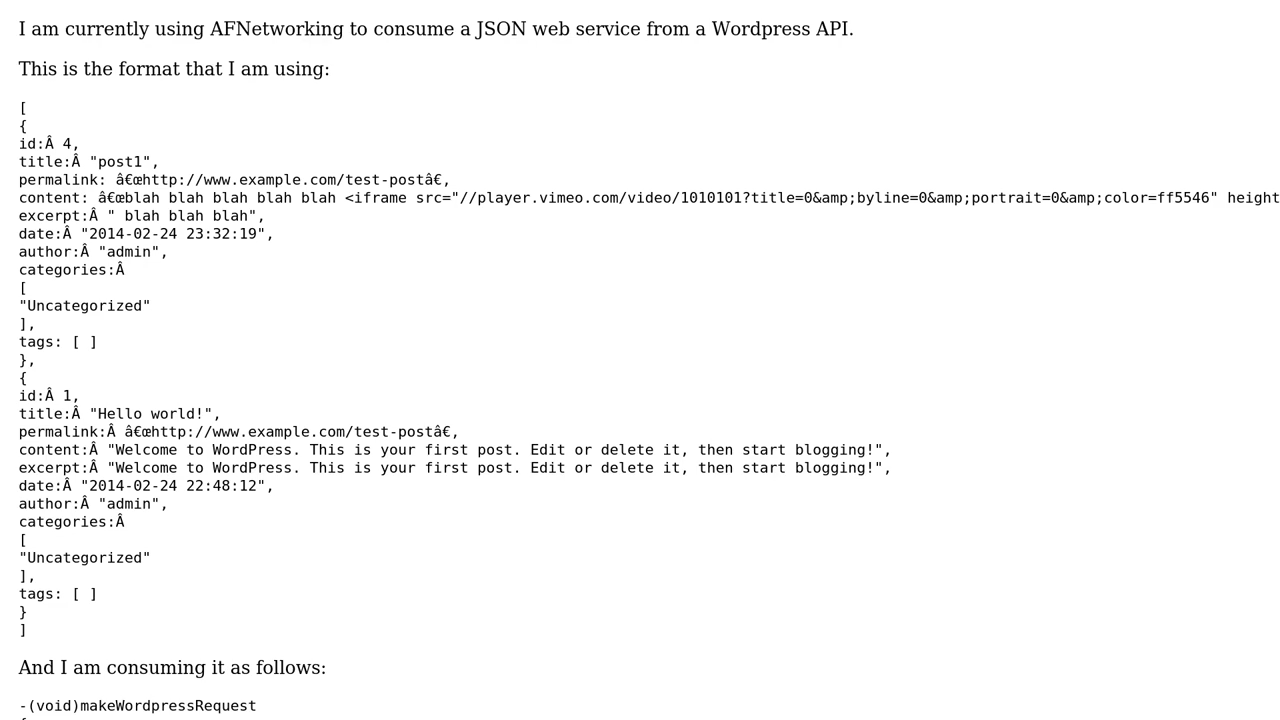 I am currently using AFNetworking to consume a JSON web service from a Wordpress API.
This is the format that I am using:
[
{
id:Â 4,
title:Â "post1",
permalink: â€œhttp://www.example.com/test-postâ€,
content: â€œblah blah blah blah blah <iframe src="//player.vimeo.com/video/1010101?title=0&amp;byline=0&amp;portrait=0&amp;color=ff5546" height
excerpt:Â " blah blah blah",
date:Â "2014-02-24 23:32:19",
author:Â "admin",
categories:Â
[
"Uncategorized"
],
tags: [ ]
},
{
id:Â 1,
title:Â "Hello world!",
permalink:Â â€œhttp://www.example.com/test-postâ€,
content:Â "Welcome to WordPress. This is your first post. Edit or delete it, then start blogging!",
excerpt:Â "Welcome to WordPress. This is your first post. Edit or delete it, then start blogging!",
date:Â "2014-02-24 22:48:12",
author:Â "admin",
categories:Â
[
"Uncategorized"
],
tags: [ ]
}
]
And I am consuming it as follows:
-(void)makeWordpressRequest